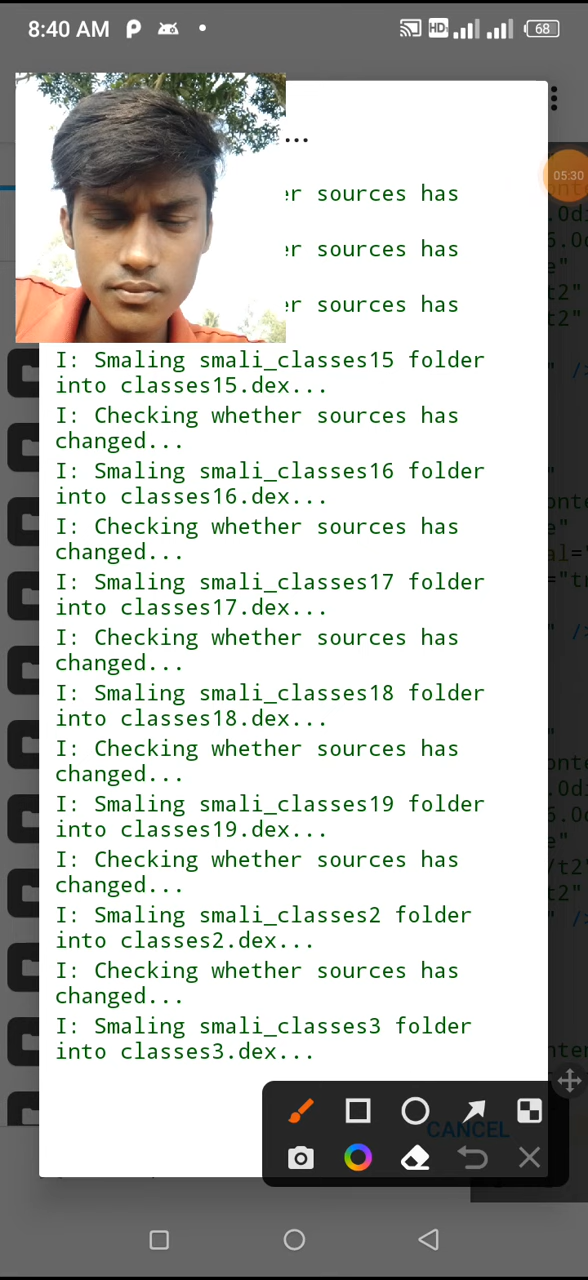 8:40 AM
HD
68
...
05:30
er sources has
er sources has
er sources has
I: Smaling smali_classes15 folder
into classes15.dex...
I: Checking whether sources has
changed...
I: Smaling smali_classes16 folder
into classes16.dex...
I: Checking whether sources has
changed...
I: Smaling smali_classes17 folder
into classes17.dex...
I: Checking whether sources has
changed...
I: Smaling smali_classes18 folder
into classes18.dex...
I: Checking whether sources has
changed...
I: Smaling smali_classes19 folder
into classes19.dex...
I: Checking whether sources has
changed...
I: Smaling smali_classes2 folder
into classes2.dex...
I: Checking whether sources has
changed...
I: Smaling smali_classes3 folder
into classes3.dex...
CANCEL